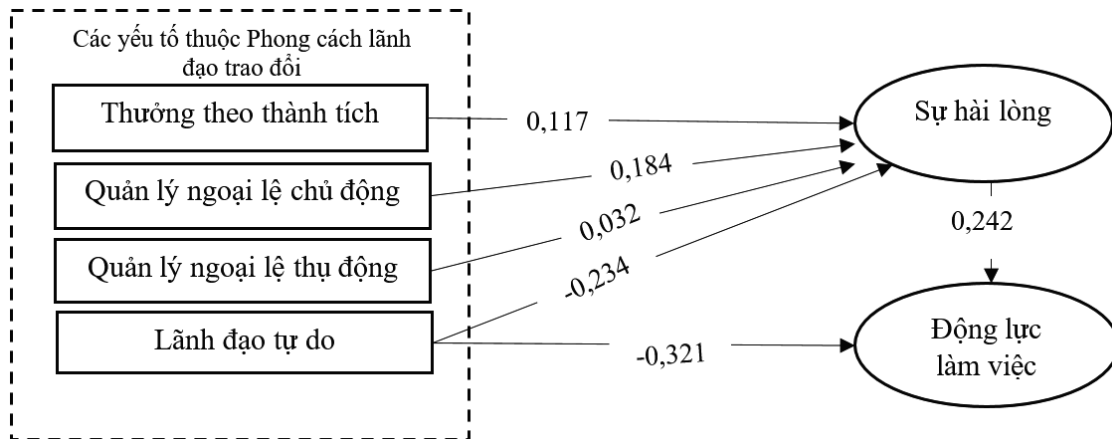 Các yếu tố thuộc Phong cách lãnh
đạo trao đổi
Thưởng theo thành tích
Quản lý ngoại lệ chủ động
Quản lý ngoại lệ thụ động
Lãnh đạo tự do
0,117
0,184
0,032
-0,234
-0,321
Sự hài lòng
0,242
Động lực
làm việc